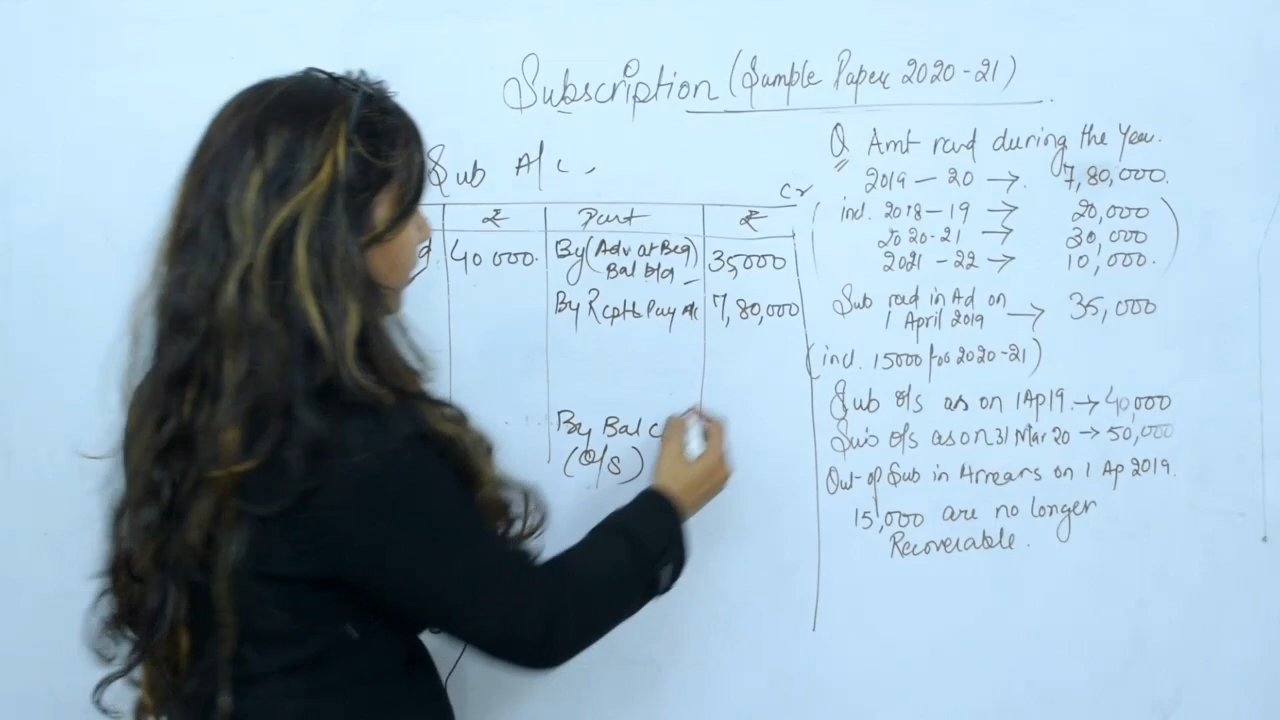 Subscription (Sample Paper 2020-21)
Sub A/C.
Cr
₹ Part ₹
d 40 000. By (Adv at Beg) 35000
Bal b/d
By Rcpt & Pay A/c 7,80,000
By Bal c
(O/S)
Q Amt rcvd during the Year.
2019 – 20 → 7,80,000.
(incl. 2018-19 → 20,000
2020-21 → 30,000
2021-22 → 10,000. )
Sub rcvd in Ad on
1 April 2019 → 35,000
(incl. 15000 for 2020-21)
Sub o/s as on 1 Ap 19. → 40,000
Sub o/s as on 31 Mar 20 → 50,000
Out-of Sub in Arrears on 1 Ap 2019.
15,000 are no longer
Recoverable.